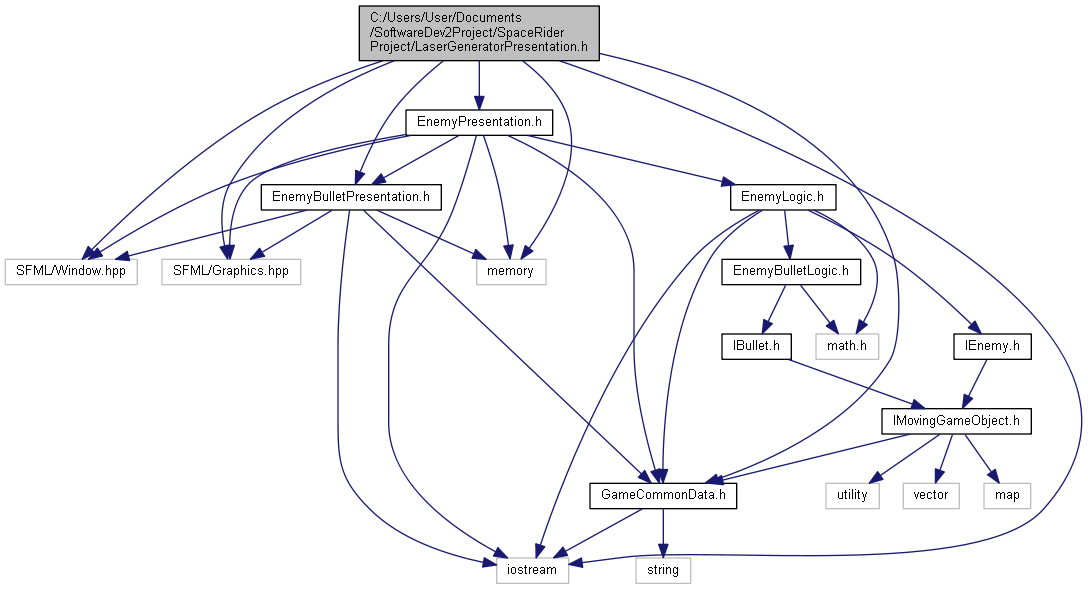 C:/Users/User/Documents
/SoftwareDev2Project/SpaceRider
Project/LaserGeneratorPresentation.h
EnemyPresentation.h
EnemyBulletPresentation.h
EnemyLogic.h
SFML/Window.hpp
SFML/Graphics.hpp
memory
EnemyBulletLogic.h
IBullet.h
math.h
IEnemy.h
IMovingGameObject.h
GameCommonData.h
utility
vector
map
iostream
string